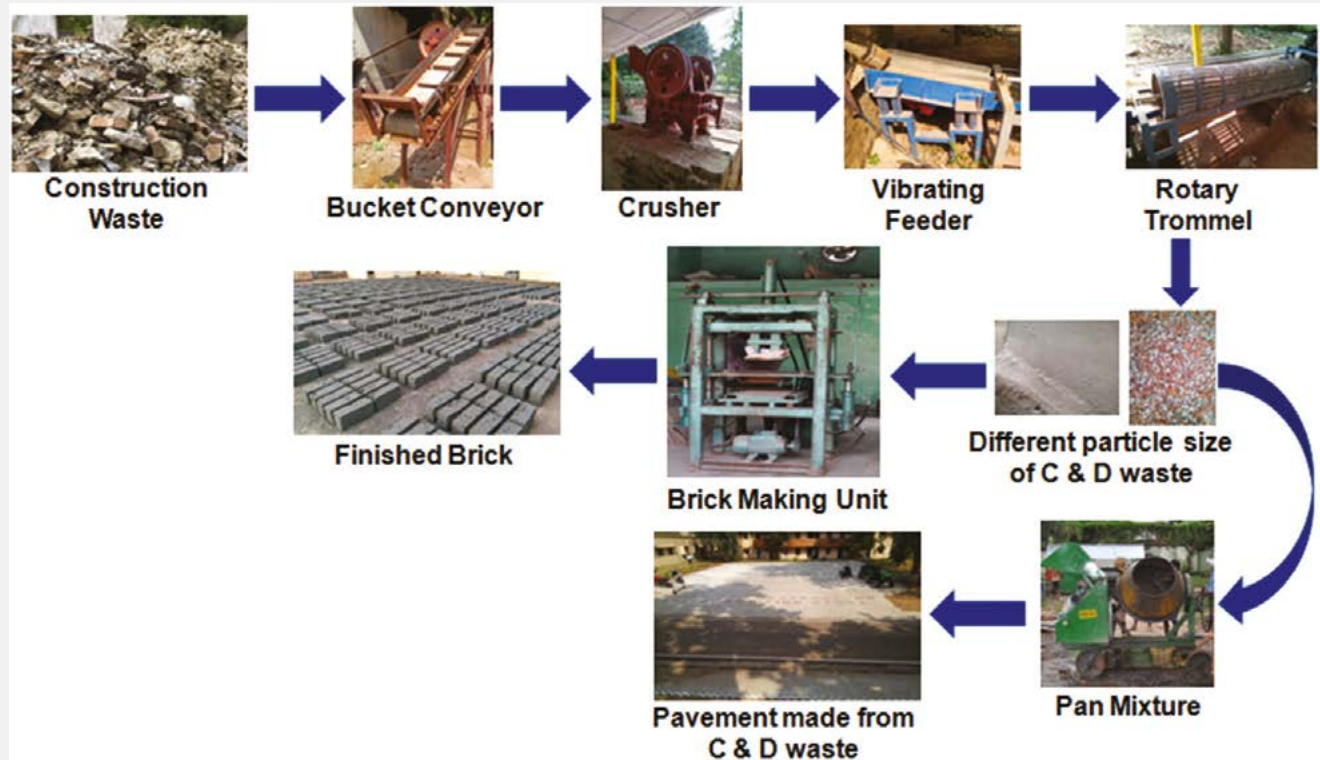 Construction
Waste
Bucket Conveyor
Crusher
Vibrating
Feeder
Rotary
Trommel
Different particle size
of C & D waste
Brick Making Unit
Finished Brick
Pan Mixture
Pavement made from
C & D waste